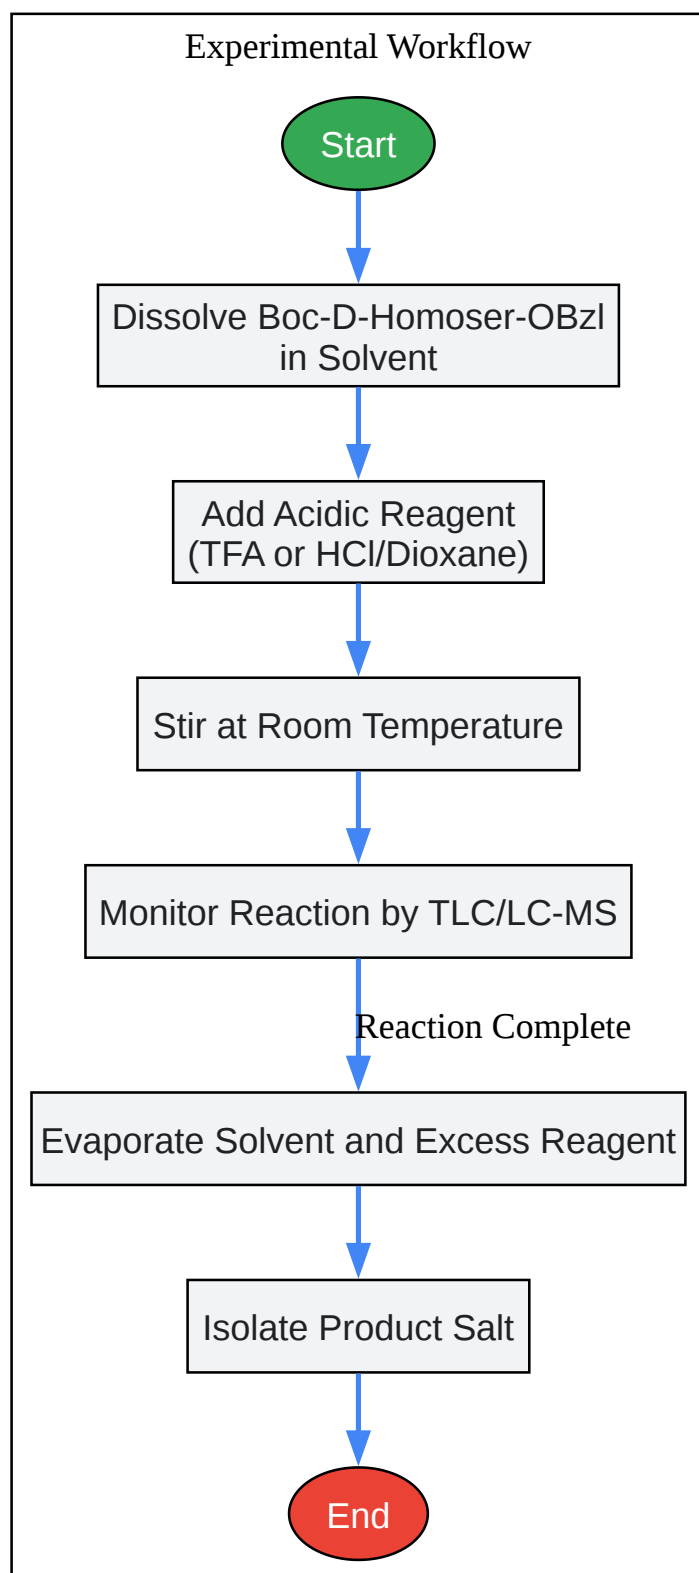 Experimental Workflow
Start
Dissolve Boc-D-Homoser-OBzl
in Solvent
Add Acidic Reagent
(TFA or HCl/Dioxane)
Stir at Room Temperature
Monitor Reaction by TLC/LC-MS
Reaction Complete
Evaporate Solvent and Excess Reagent
Isolate Product Salt
End